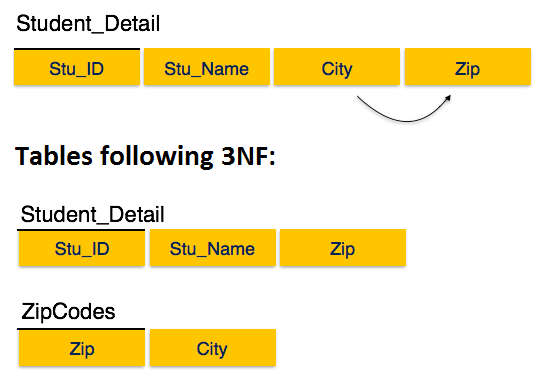 Student_Detail
Stu_ID Stu_Name City Zip
Tables following 3NF:
Student_Detail
Stu_ID Stu_Name Zip
ZipCodes
Zip City